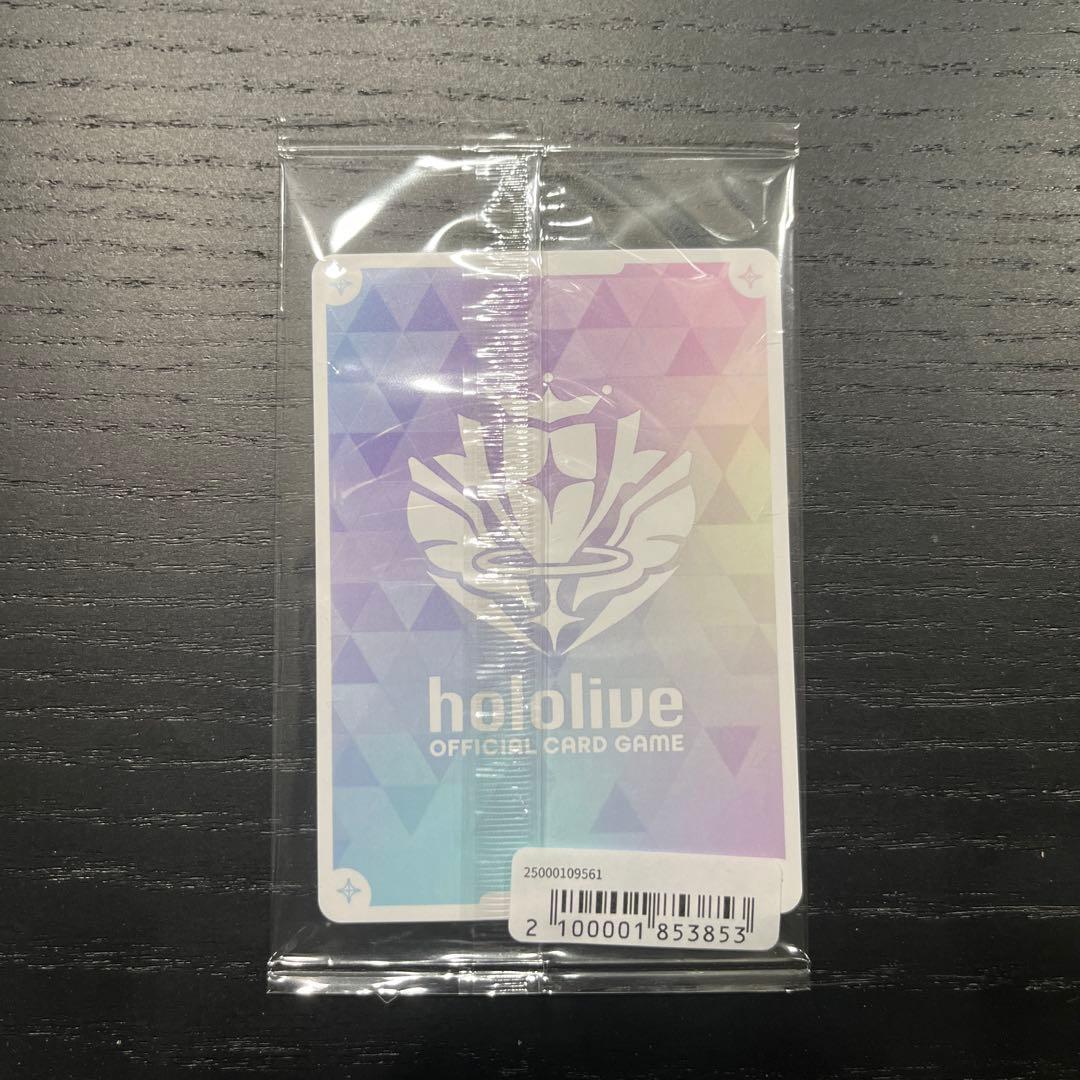 hololive
OFFICIAL CARD GAME
25000109561
2 100001 853853